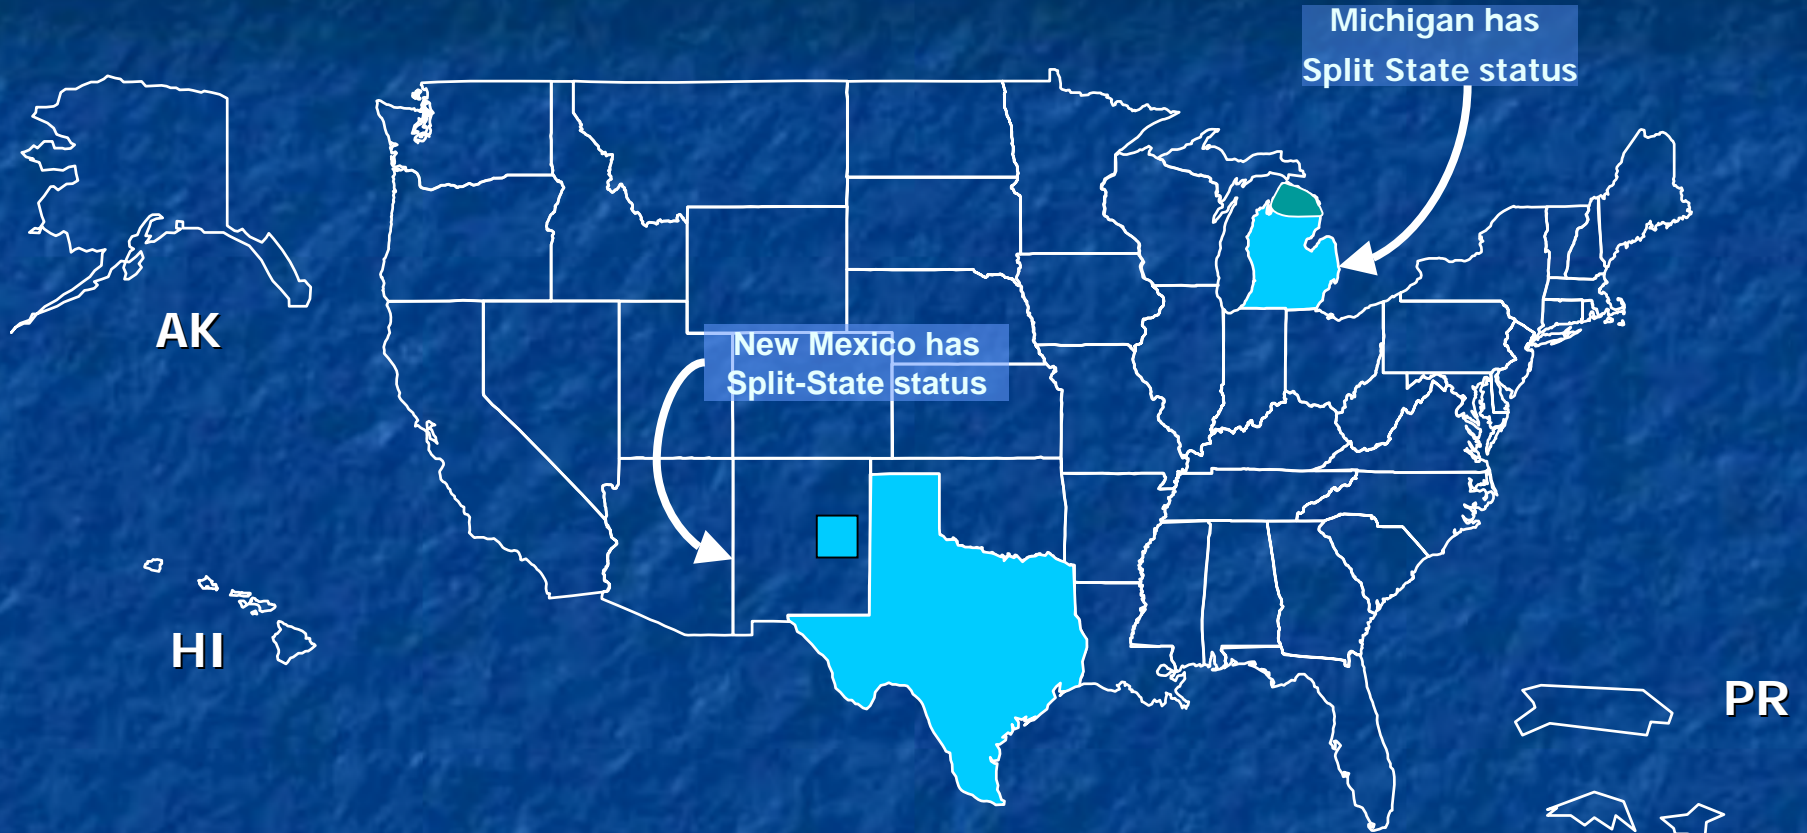 Michigan has
Split State status
AK
New Mexico has
Split-State status
HI
PR